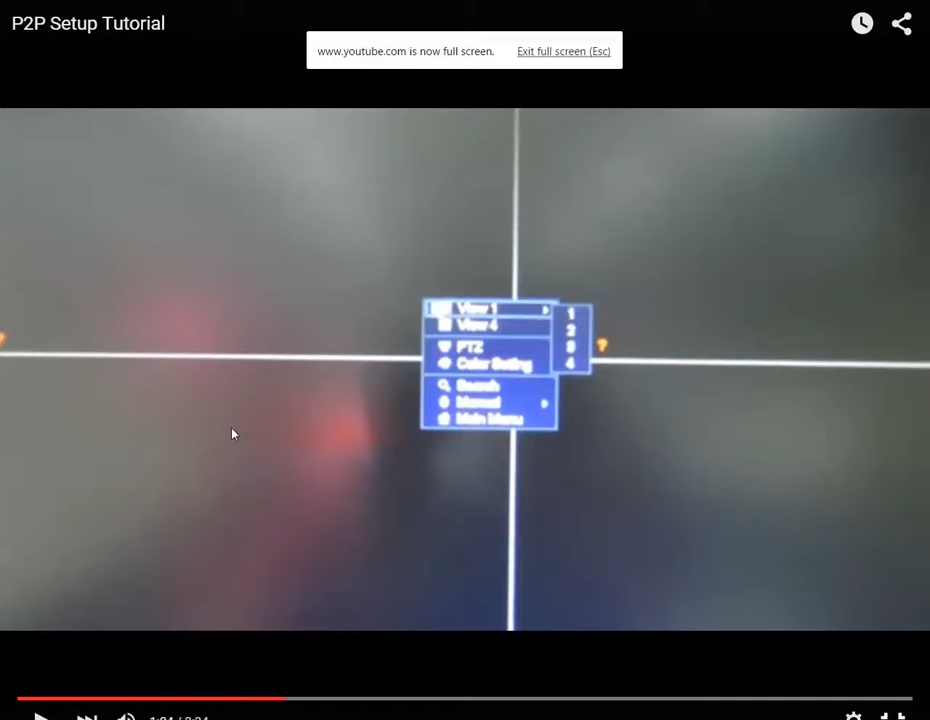 P2P Setup Tutorial
www.youtube.com is now full screen. Exit full screen (Esc)
View 1
1
View 4
2
PTZ
Color Setting
4
Search
Manual
Main Menu
?